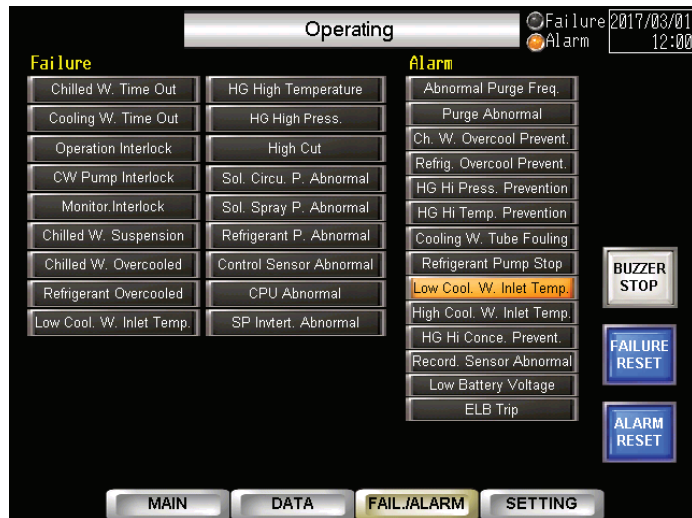 Operating
Failure
Alarm
2017/03/01
12:00
Failure
Chilled W. Time Out
Cooling W. Time Out
Operation Interlock
CW Pump Interlock
Monitor.Interlock
Chilled W. Suspension
Chilled W. Overcooled
Refrigerant Overcooled
Low Cool. W. Inlet Temp.
HG High Temperature
HG High Press.
High Cut
Sol. Circu. P. Abnormal
Sol. Spray P. Abnormal
Refrigerant P. Abnormal
Control Sensor Abnormal
CPU Abnormal
SP Invtert. Abnormal
Alarm
Abnormal Purge Freq.
Purge Abnormal
Ch. W. Overcool Prevent.
Refrig. Overcool Prevent.
HG Hi Press. Prevention
HG Hi Temp. Prevention
Cooling W. Tube Fouling
Refrigerant Pump Stop
Low Cool. W. Inlet Temp.
High Cool. W. Inlet Temp.
HG Hi Conce. Prevent.
Record. Sensor Abnormal
Low Battery Voltage
ELB Trip
BUZZER
STOP
FAILURE
RESET
ALARM
RESET
MAIN
DATA
FAIL./ALARM
SETTING